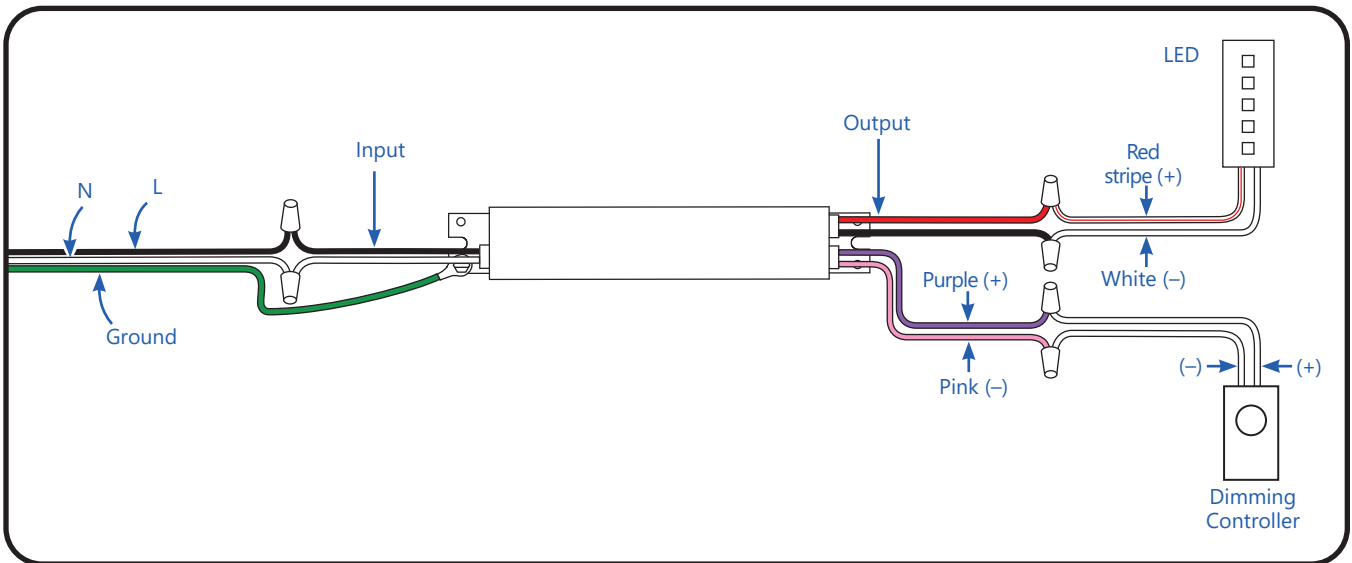 LED
Output
Input
Red
stripe (+)
N
L
Purple (+)
White (–)
Ground
(–)
(+)
Pink (–)
Dimming
Controller